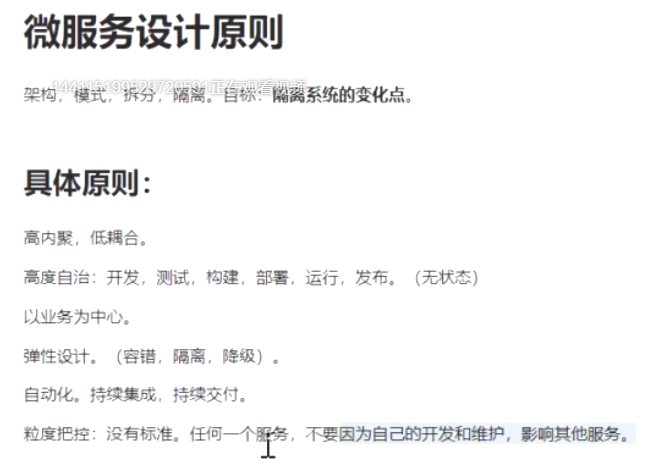 微服务设计原则
144115199529720591正在观看视频
架构，模式，拆分，隔离。目标：隔离系统的变化点。
具体原则：
高内聚，低耦合。
高度自治：开发，测试，构建，部署，运行，发布。（无状态）
以业务为中心。
弹性设计。（容错，隔离，降级）。
自动化。持续集成，持续交付。
粒度把控：没有标准。任何一个服务，不要因为自己的开发和维护，影响其他服务。